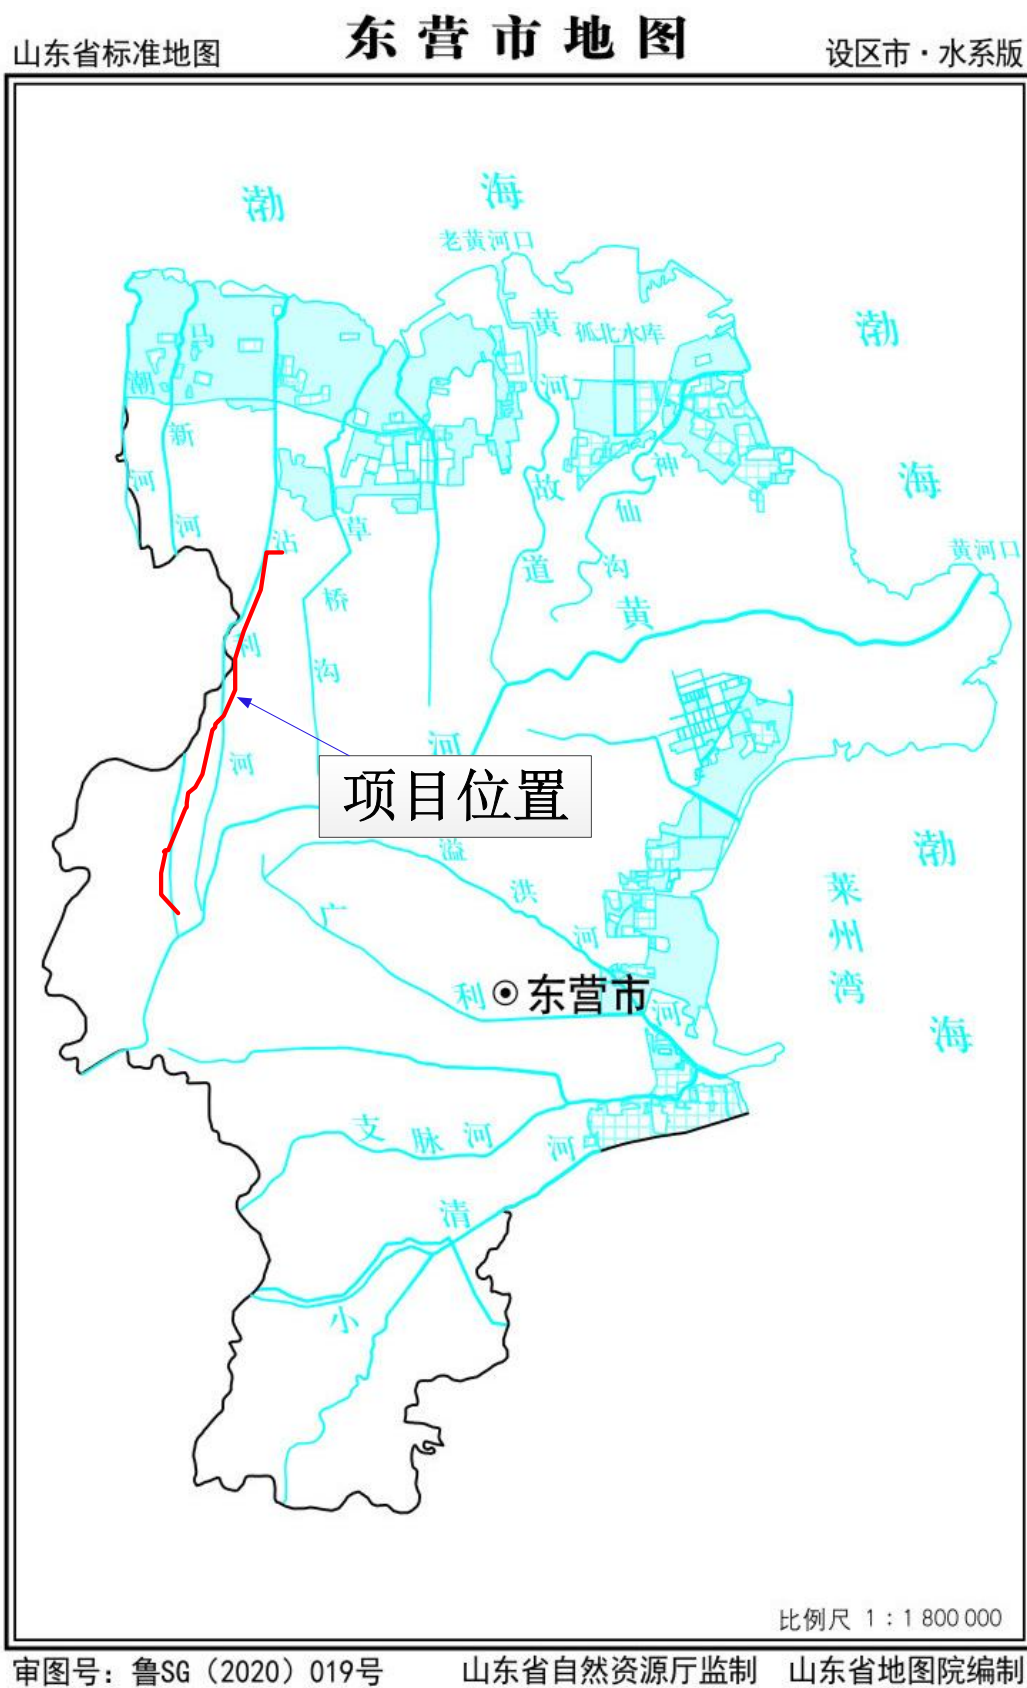 东营市地图
山东省标准地图
设区市·水系版
渤海
老黄河口
渤海
黄河故道
孤北水库
潮河
马新河
沾利河
草桥沟
神仙沟
黄河口
黄河
项目位置
溢洪河
广利河
东营市
渤海
莱州湾
支脉河
小清河
比例尺 1：1 800 000
审图号：鲁SG（2020）019号
山东省自然资源厅监制
山东省地图院编制